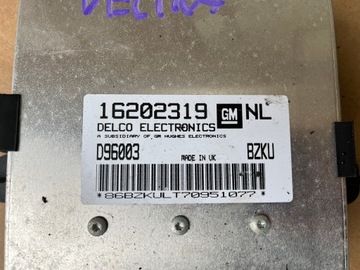 VECTRA
16202319 GM NL
DELCO ELECTRONICS
A SUBSIDIARY OF GM HUGHES ELECTRONICS
D96003 MADE IN UK BZKU
*86BZKULT70951077*